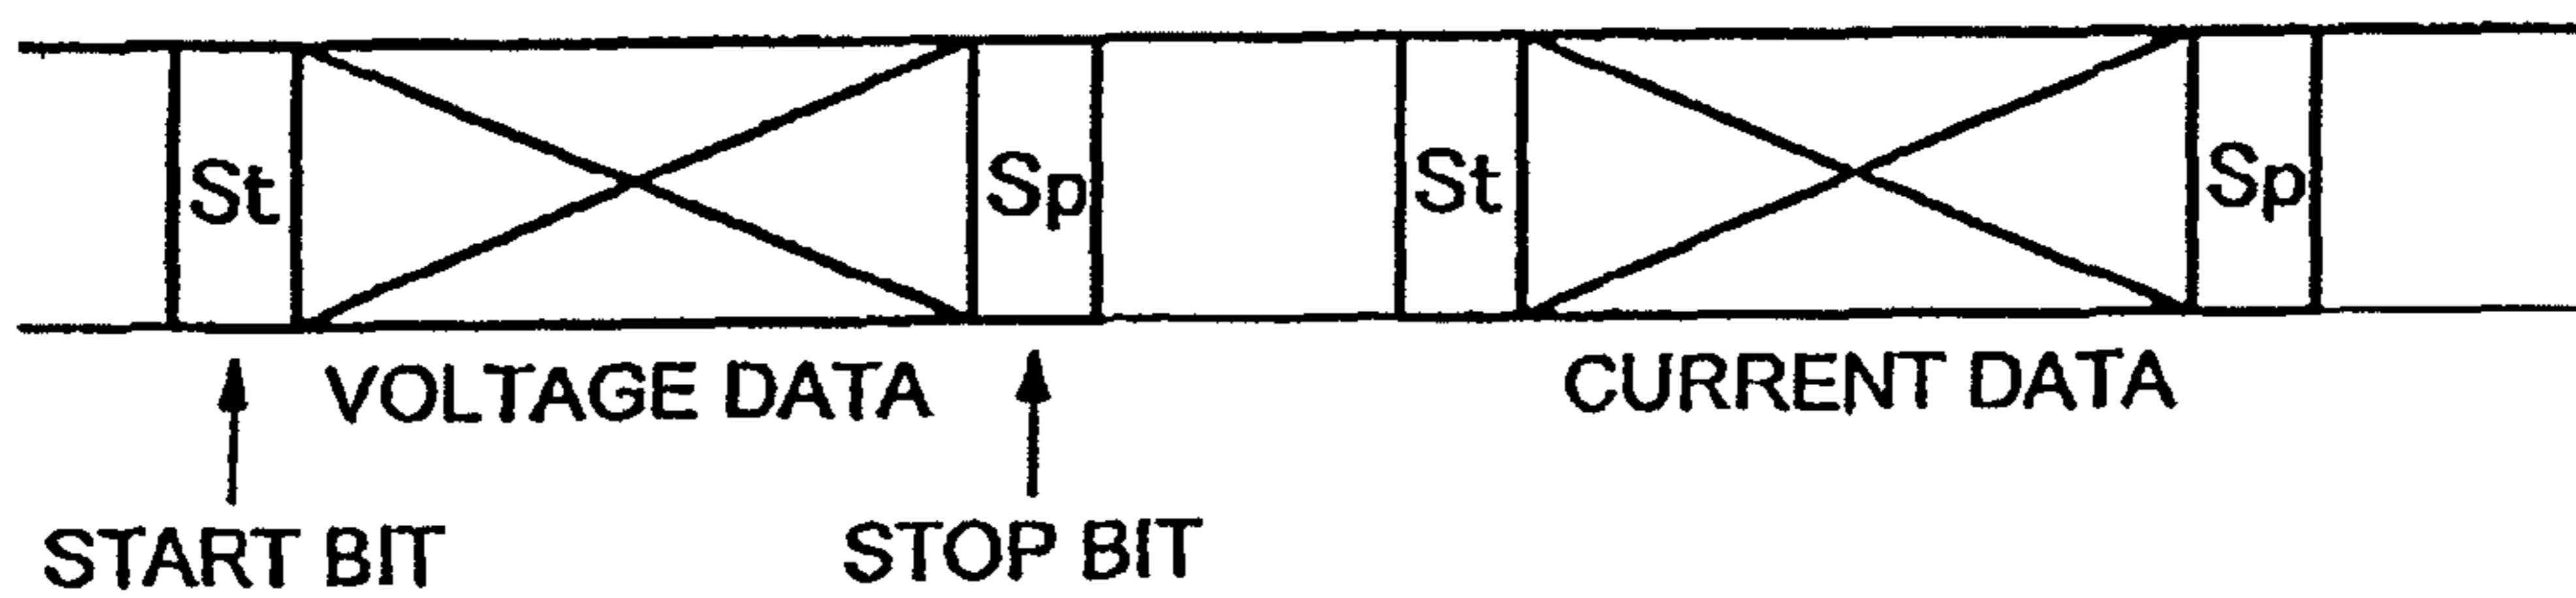 St Sp St Sp
VOLTAGE DATA CURRENT DATA
START BIT STOP BIT